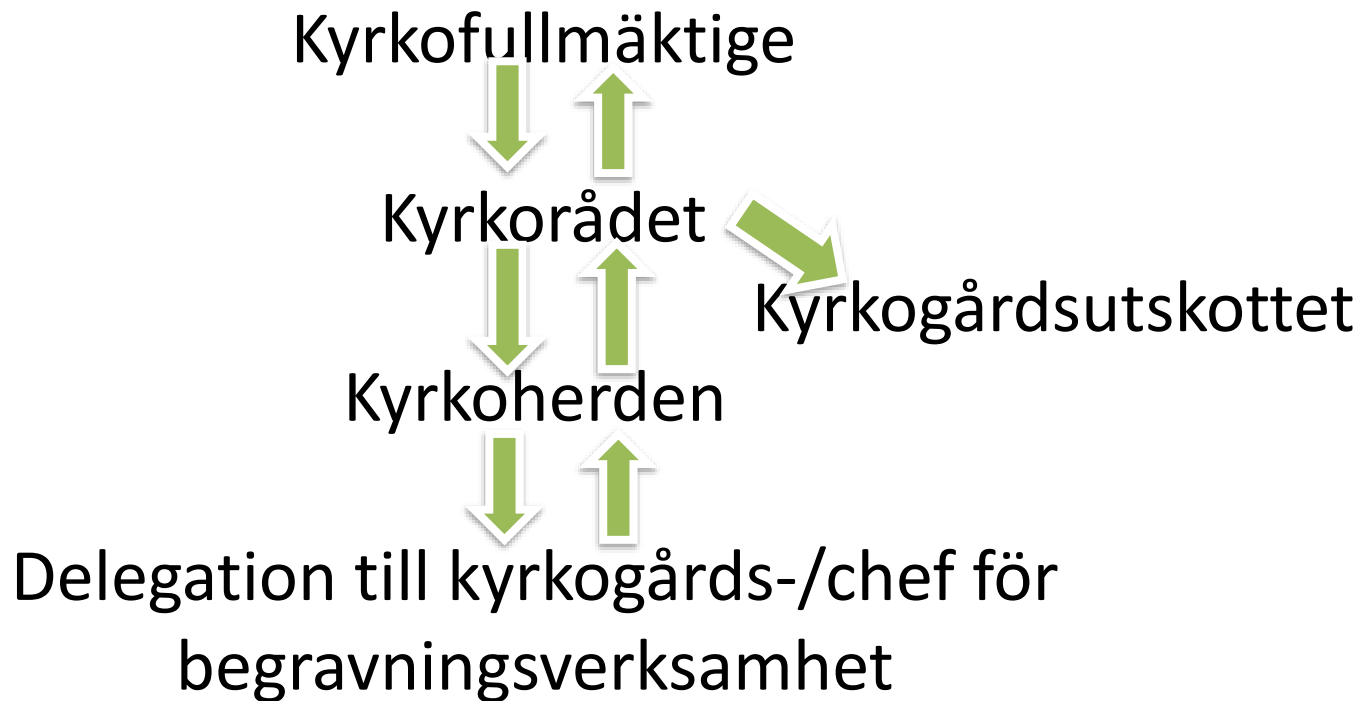 Kyrkofullmäktige
Kyrkorådet
Kyrkogårdsutskottet
Kyrkoherden
Delegation till kyrkogårds-/chef för
begravningsverksamhet